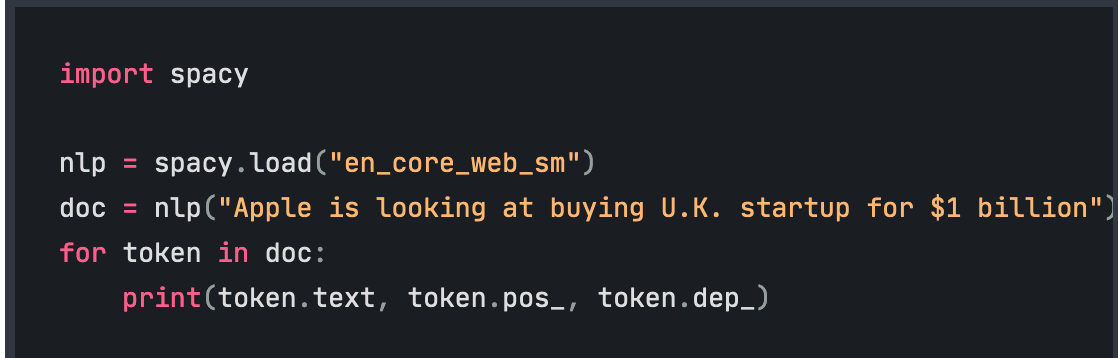 import spacy
nlp = spacy.load("en_core_web_sm")
doc = nlp("Apple is looking at buying U.K. startup for $1 billion")
for token in doc:
    print(token.text, token.pos_, token.dep_)